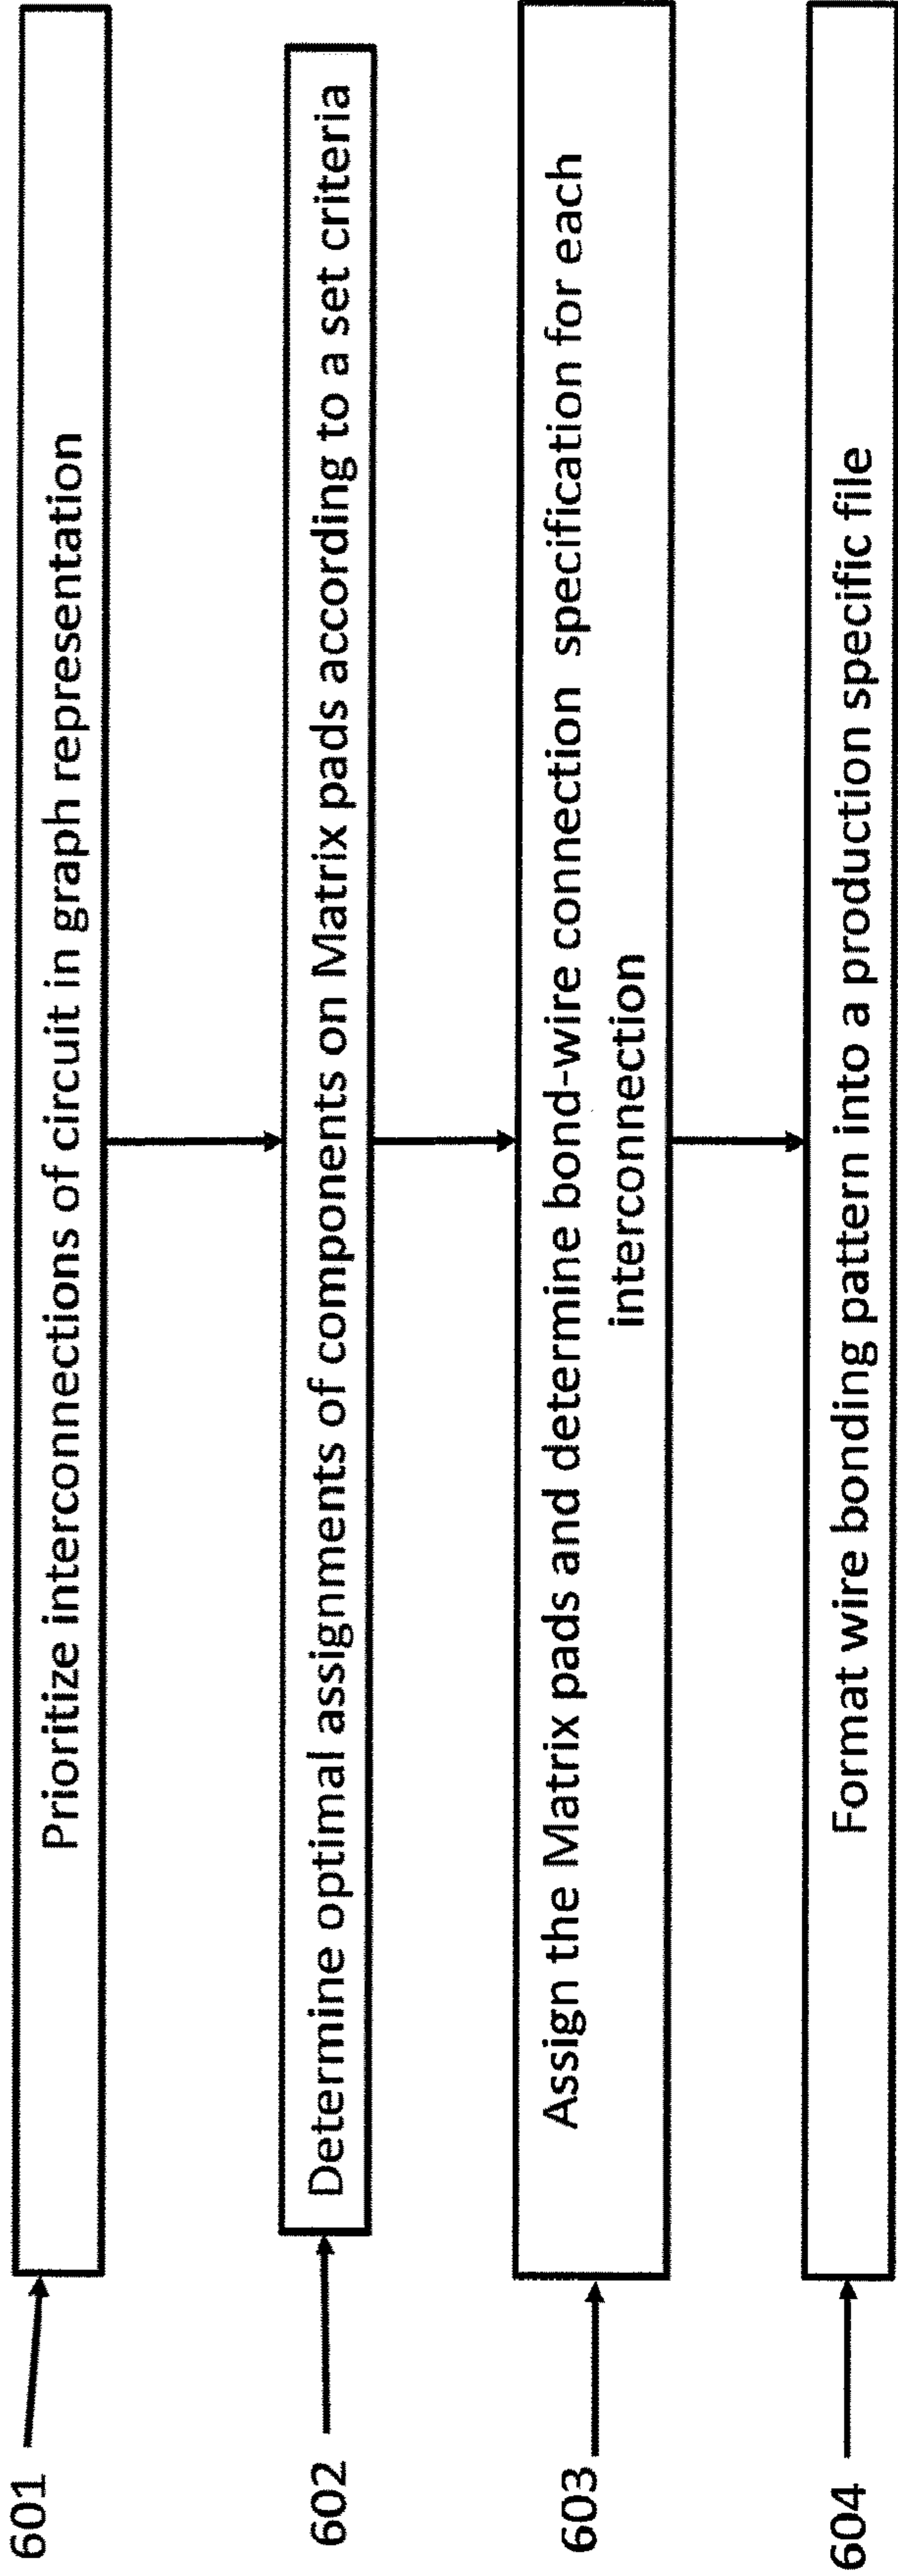 601
Prioritize interconnections of circuit in graph representation
602
Determine optimal assignments of components on Matrix pads according to a set criteria
603
Assign the Matrix pads and determine bond-wire connection specification for each
interconnection
604
Format wire bonding pattern into a production specific file